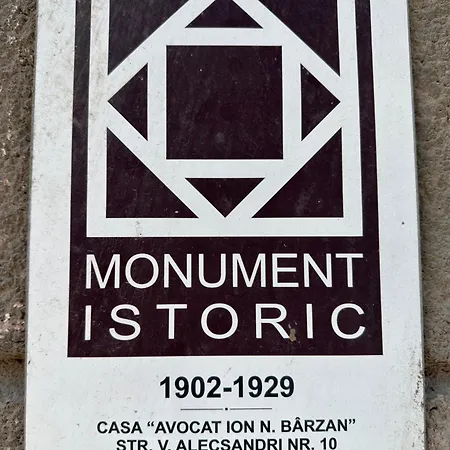 MONUMENT
ISTORIC
1902-1929
CASA “AVOCAT ION N. BÂRZAN”
STR. V. ALECSANDRI NR. 10